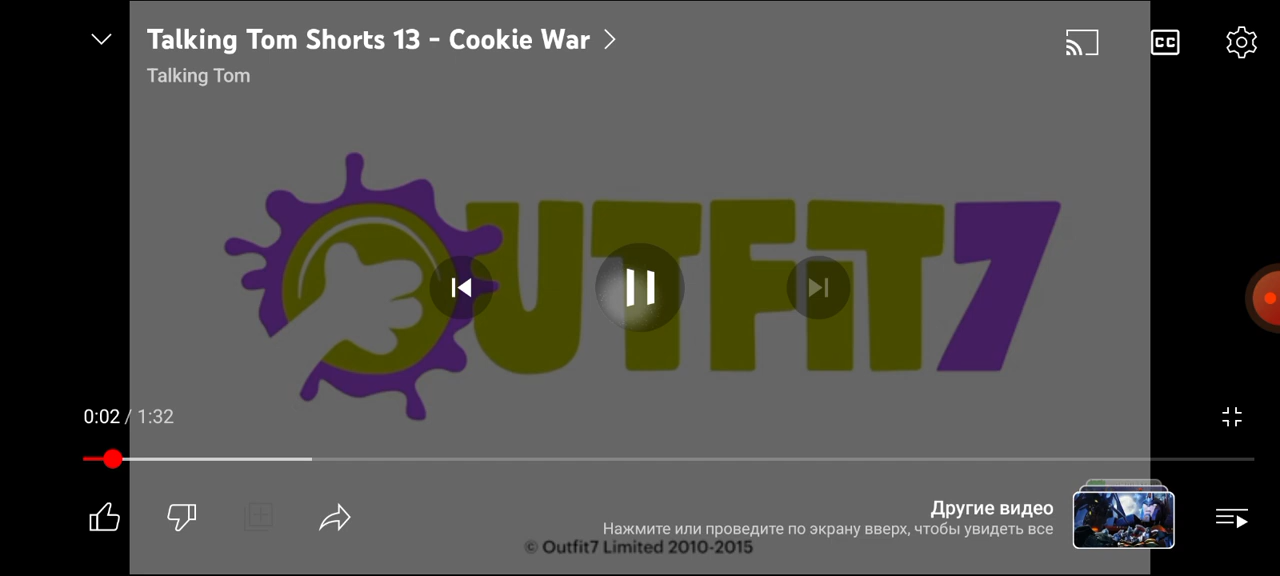 Talking Tom Shorts 13 - Cookie War
CC
Talking Tom
OUTFIT7
0:02 / 1:32
Другие видео
Нажмите или проведите по экрану вверх, чтобы увидеть все
© Outfit7 Limited 2010-2015